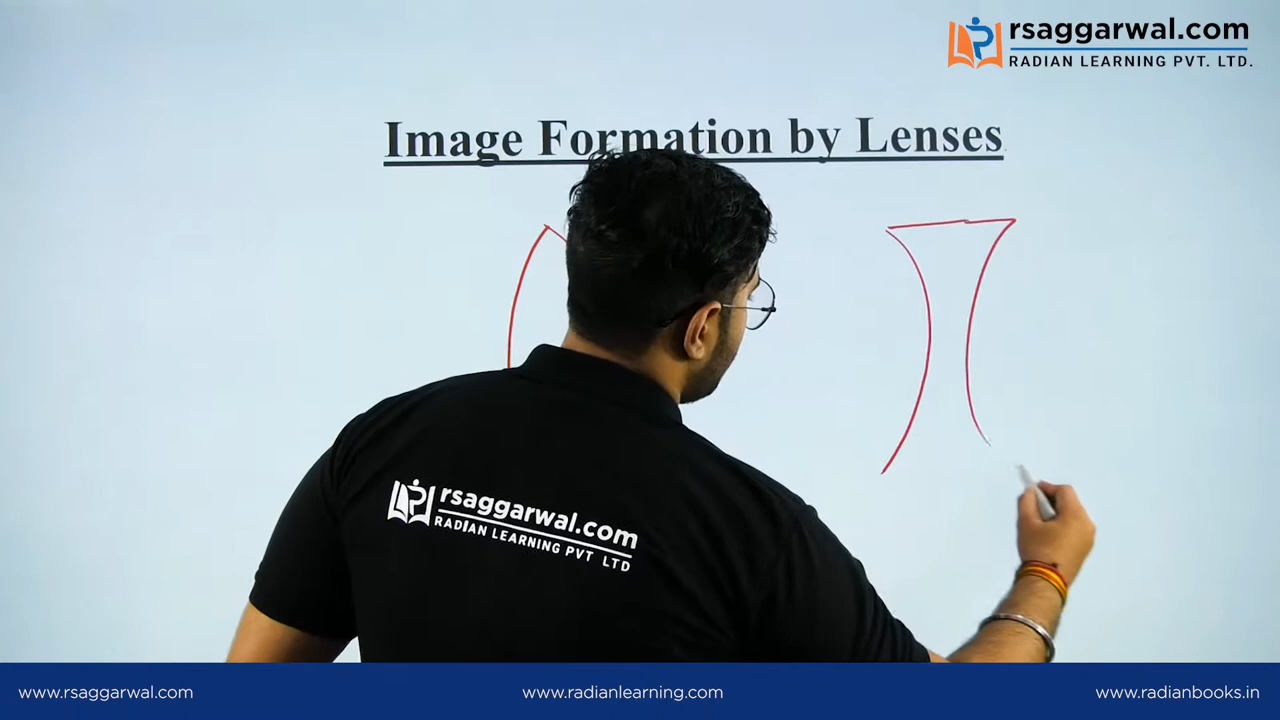 rsaggarwal.com
RADIAN LEARNING PVT. LTD.
Image Formation by Lenses
rsaggarwal.com
RADIAN LEARNING PVT LTD
www.rsaggarwal.com
www.radianlearning.com
www.radianbooks.in